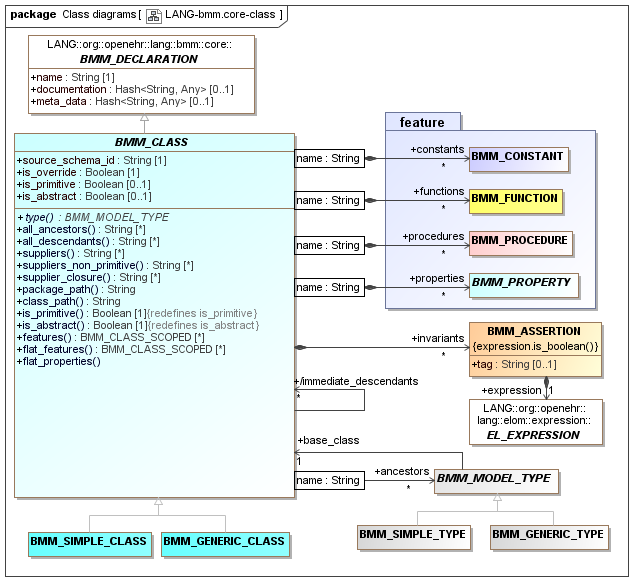 package Class diagrams [ LANG-bmm.core-class ]
LANG::org::openehr::lang::bmm::core::
BMM_DECLARATION
+name : String [1]
+documentation : Hash<String, Any> [0..1]
+meta_data : Hash<String, Any> [0..1]
BMM_CLASS
+source_schema_id : String [1]
+is_override : Boolean [1]
+is_primitive : Boolean [0..1]
+is_abstract : Boolean [0..1]
+type() : BMM_MODEL_TYPE
+all_ancestors() : String [*]
+all_descendants() : String [*]
+suppliers() : String [*]
+suppliers_non_primitive() : String [*]
+supplier_closure() : String [*]
+package_path() : String
+class_path() : String
+is_primitive() : Boolean [1]{redefines is_primitive}
+is_abstract() : Boolean [1]{redefines is_abstract}
+features() : BMM_CLASS_SCOPED [*]
+flat_features() : BMM_CLASS_SCOPED [*]
+flat_properties()
feature
name : String
+constants
*
BMM_CONSTANT
name : String
+functions
*
BMM_FUNCTION
name : String
+procedures
*
BMM_PROCEDURE
name : String
+properties
*
BMM_PROPERTY
+invariants
*
BMM_ASSERTION
{expression.is_boolean()}
+tag : String [0..1]
+expression
1
LANG::org::openehr::
lang::elom::expression::
EL_EXPRESSION
+/immediate_descendants
*
+base_class
1
name : String
+ancestors
*
BMM_MODEL_TYPE
BMM_SIMPLE_CLASS
BMM_GENERIC_CLASS
BMM_SIMPLE_TYPE
BMM_GENERIC_TYPE